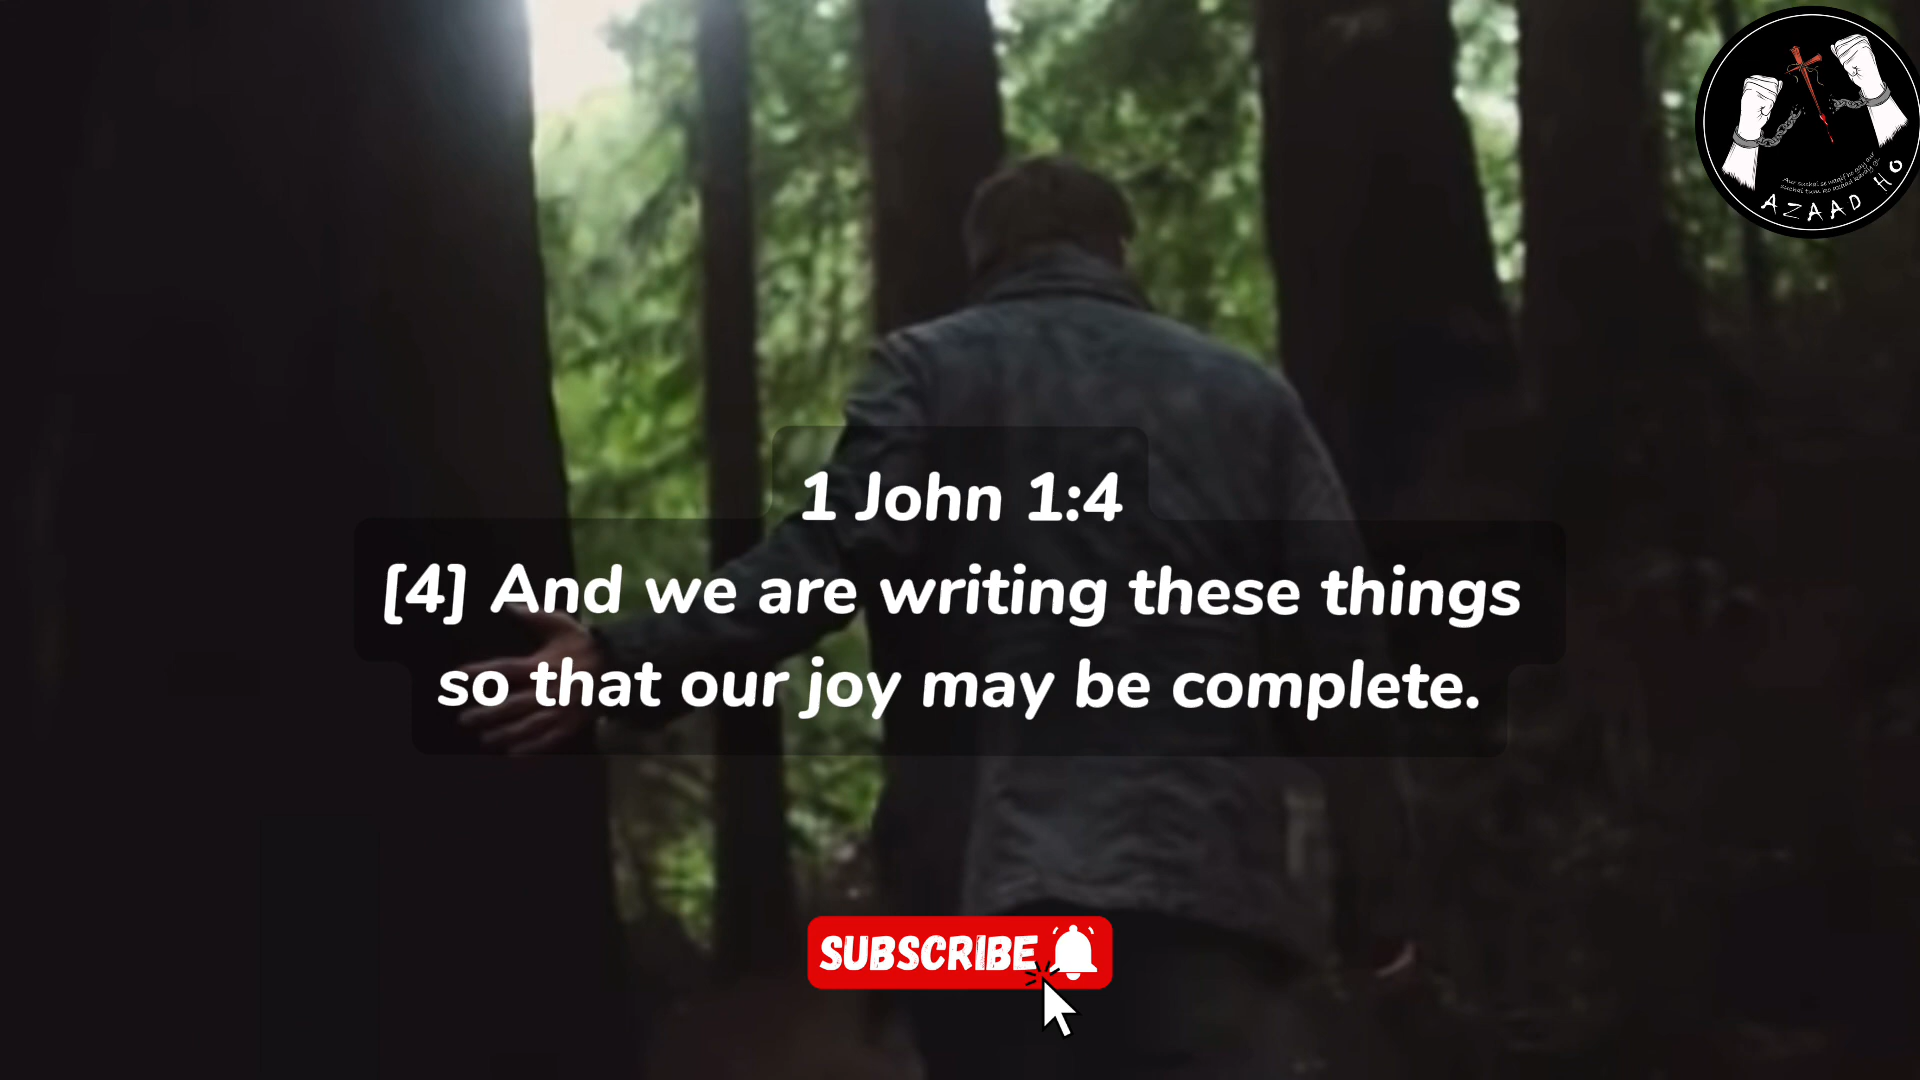 1 John 1:4
[4] And we are writing these things
so that our joy may be complete.
SUBSCRIBE
AZAAD HO